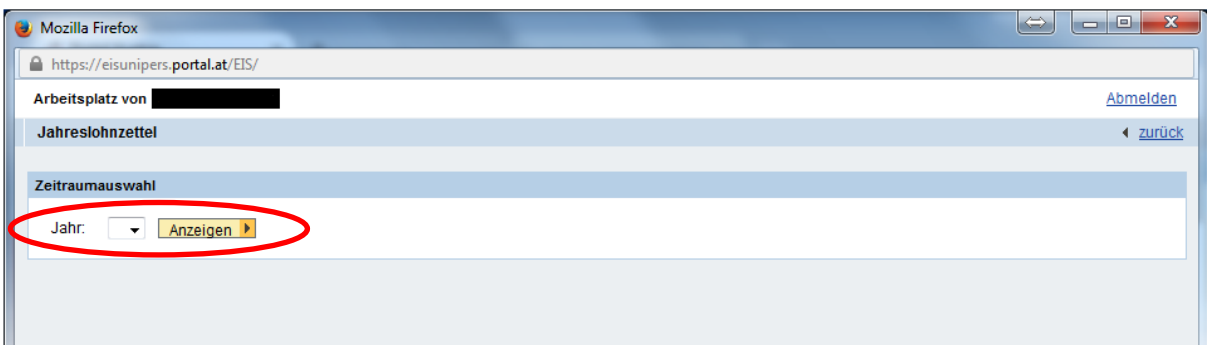 Mozilla Firefox
https://eisunipers.portal.at/EIS/
Arbeitsplatz von
Abmelden
Jahreslohnzettel
zurück
Zeitraumauswahl
Jahr: Anzeigen